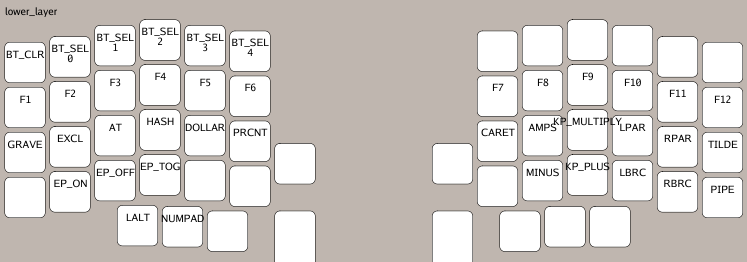 lower_layer
BT_CLR
BT_SEL
0
BT_SEL
1
BT_SEL
2
BT_SEL
3
BT_SEL
4
F1
F2
F3
F4
F5
F6
F7
F8
F9
F10
F11
F12
GRAVE
EXCL
AT
HASH
DOLLAR
PRCNT
CARET
AMPS
KP_MULTIPLY
LPAR
RPAR
TILDE
EP_ON
EP_OFF
EP_TOG
MINUS
KP_PLUS
LBRC
RBRC
PIPE
LALT
NUMPAD